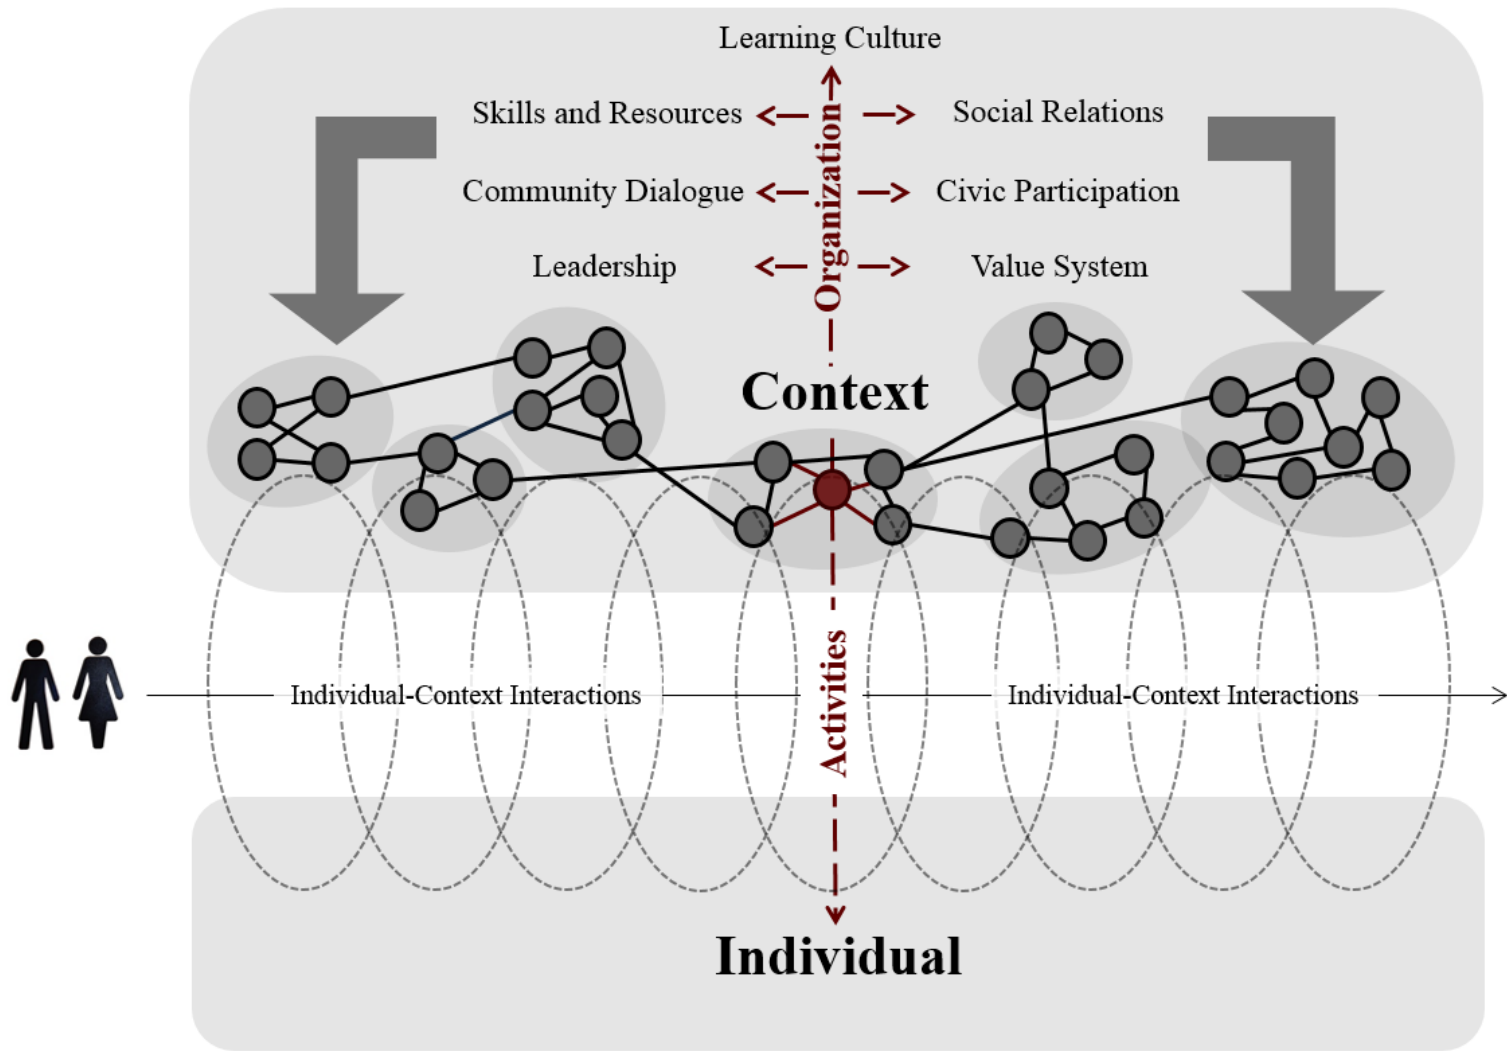 Learning Culture
Skills and Resources
Social Relations
Community Dialogue
Civic Participation
Leadership
Value System
Organization
Context
Individual-Context Interactions
Activities
Individual-Context Interactions
Individual